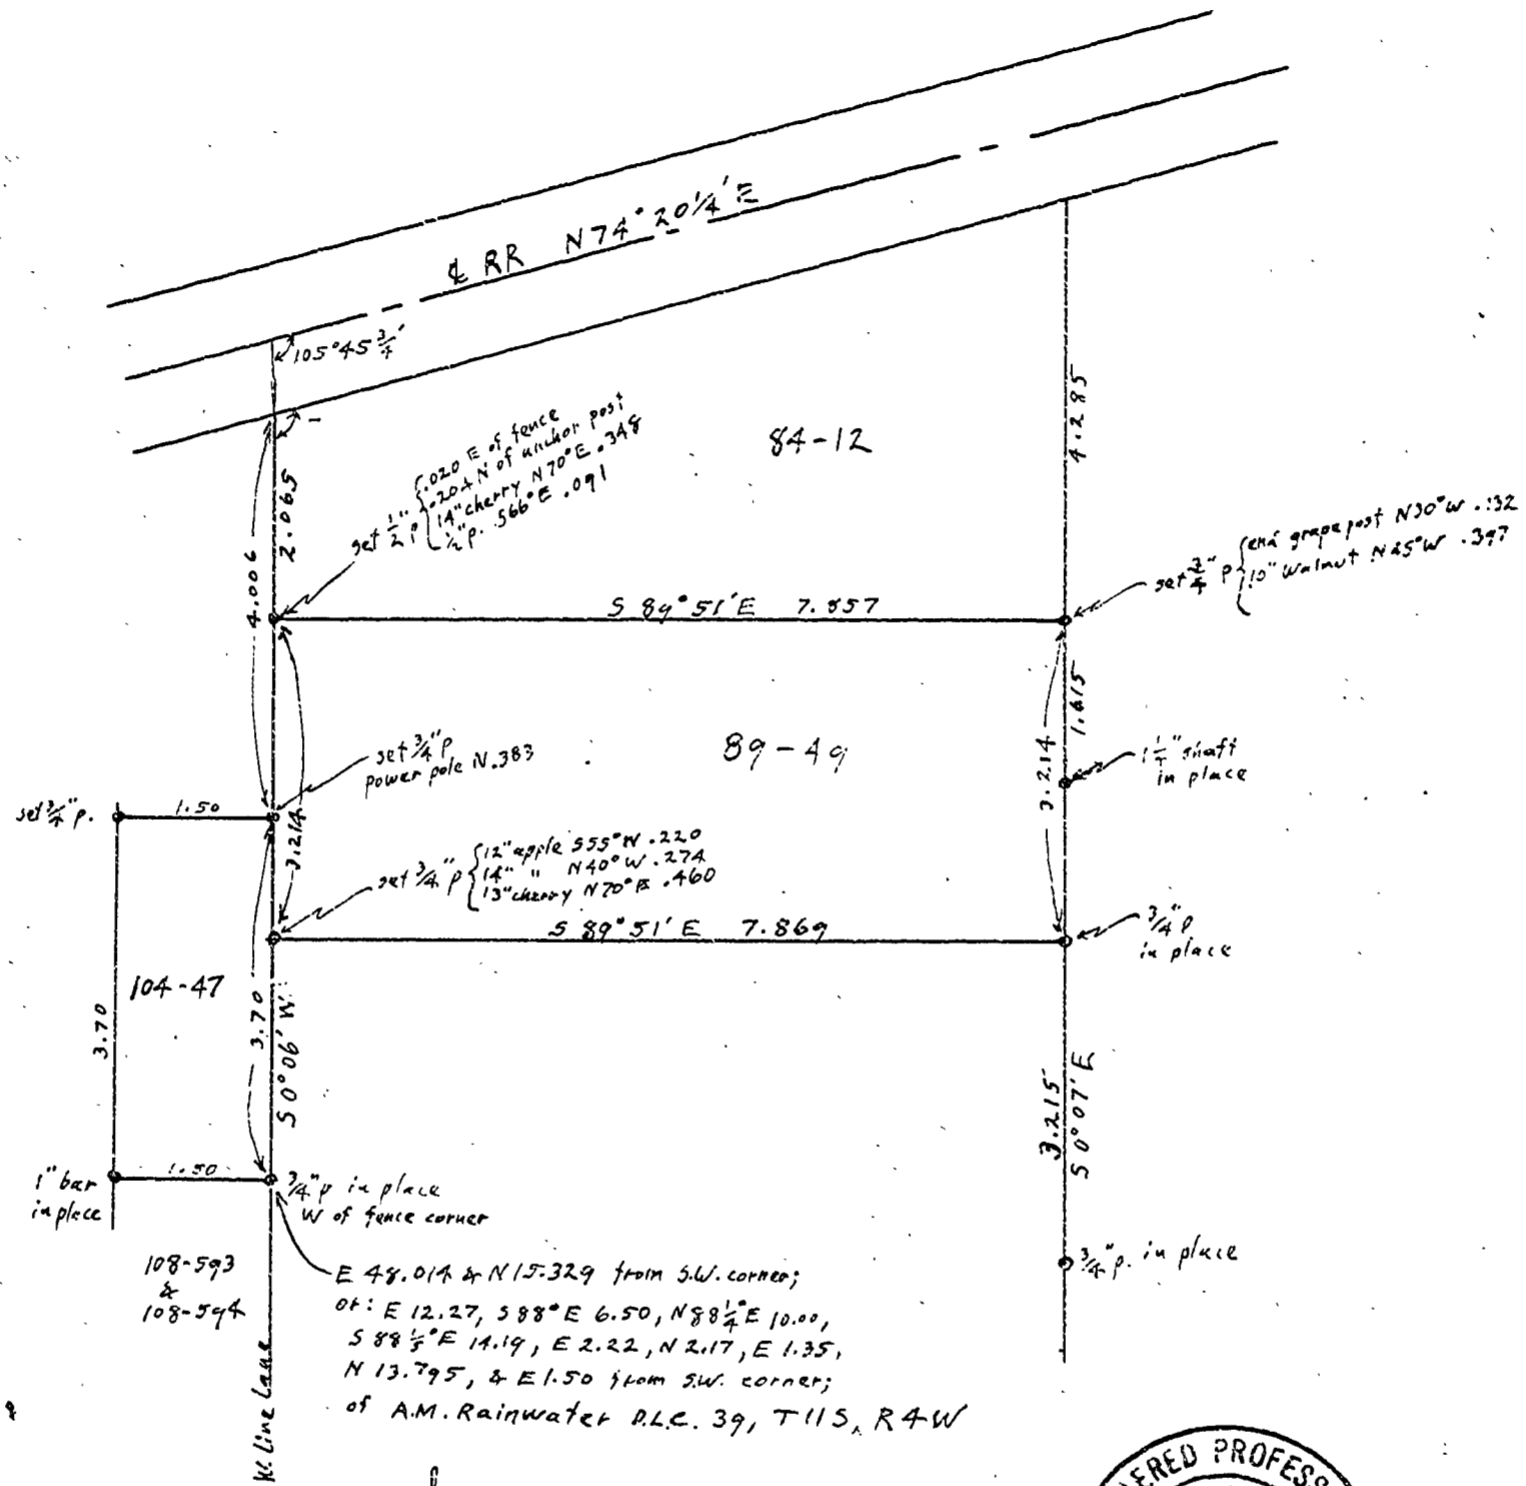 ℄ RR N74°20¼'E
105°45¾'
.020 E of fence
.204 N of anchor post
14" cherry N70°E .348
½" p. S66°E .091
set ½" p
2.065
4.006
84-12
4.285
end grape post N30°W .132
10" Walnut N25°W .397
set ¾" p
S 89°51'E 7.857
1.615
3.214
1¼" shaft
in place
set ¾" p
power pole N.383
89-49
set ¾" p.
1.50
3.214
12" apple S55°W .220
14" " N40°W .274
13" cherry N70°E .460
set ¾" p
S 89°51'E 7.869
¾" p
in place
104-47
3.70
3.70
S 0°06' W
3.215
S 0°07' E
1" bar
in place
1.50
¾" p in place
W of fence corner
¾" p. in place
108-593
&
108-594
E 48.014 & N 15.329 from S.W. corner;
or: E 12.27, S 88°E 6.50, N 88¼°E 10.00,
S 88½°E 14.19, E 2.22, N 2.17, E 1.35,
N 13.795, & E 1.50 from S.W. corner;
of A.M. Rainwater D.L.C. 39, T11S, R4W
W. line Lane
ERED PROFESS